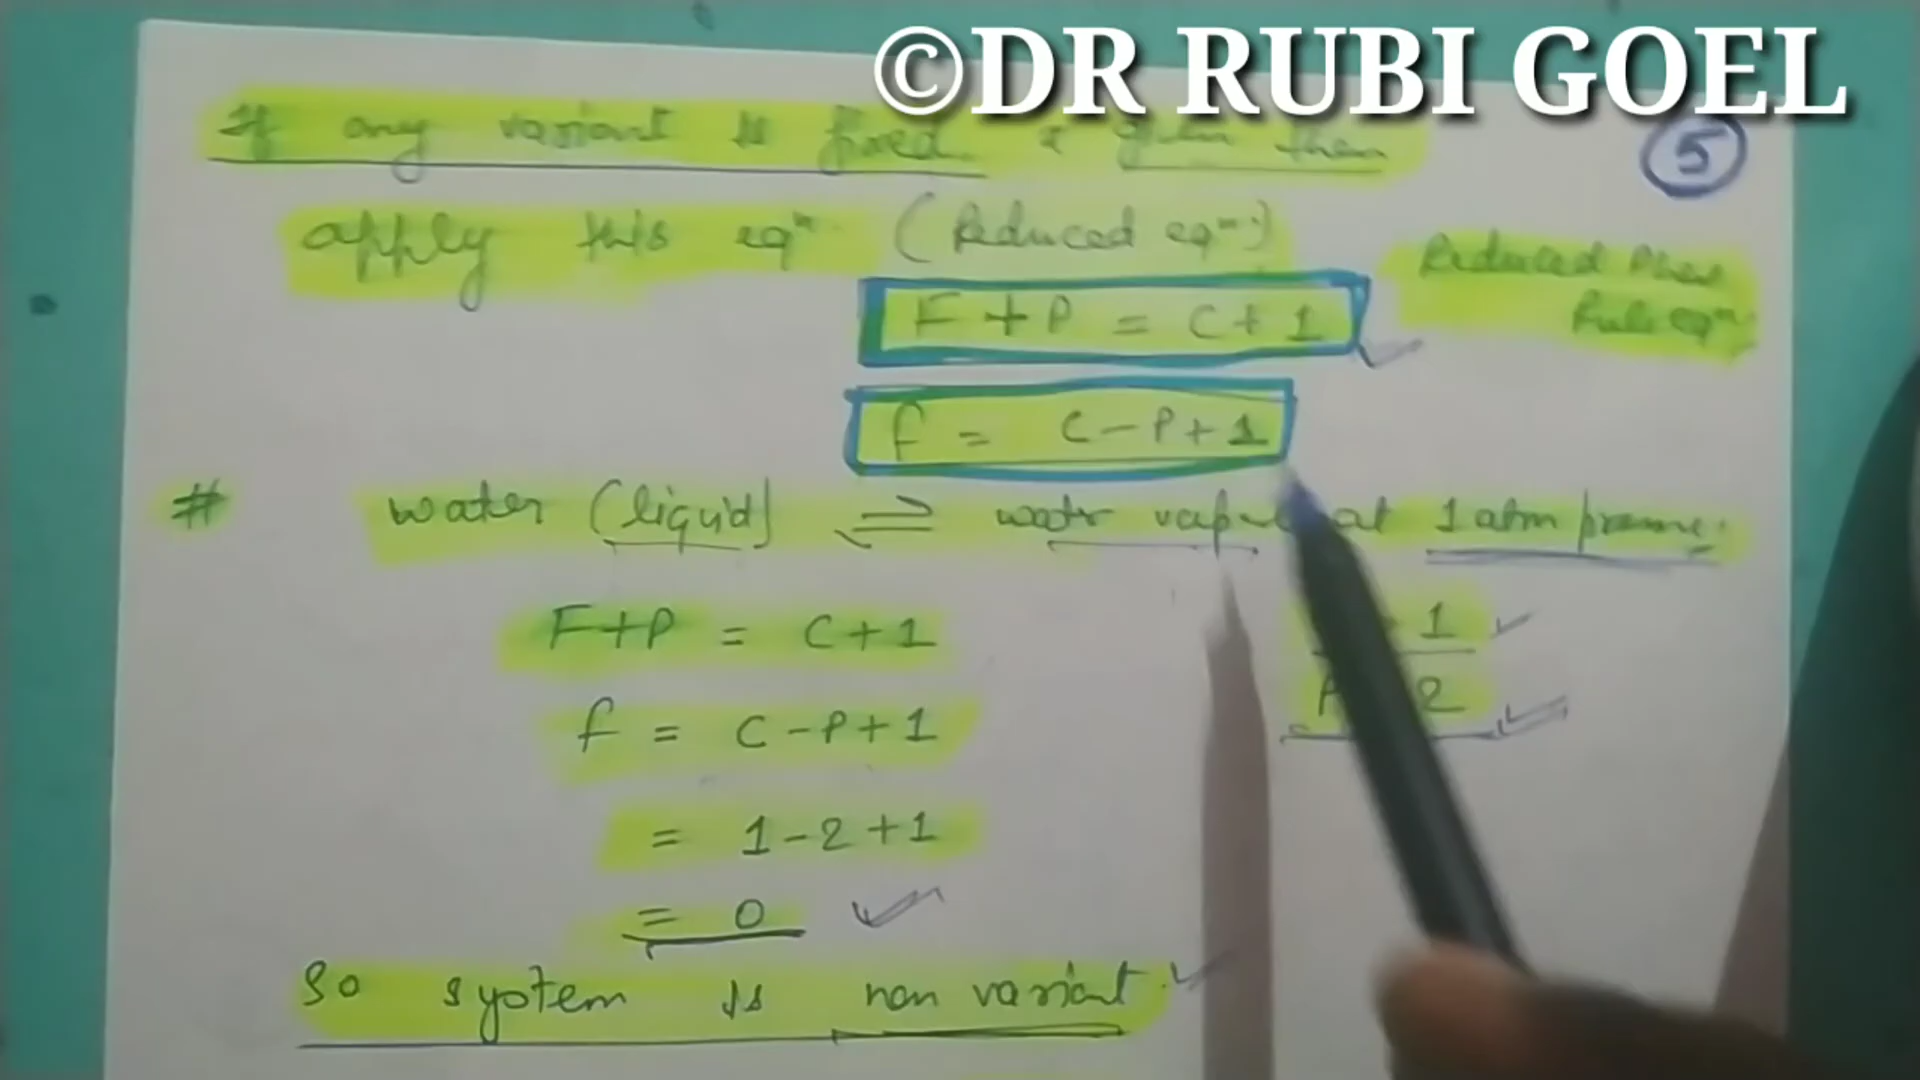 ©DR RUBI GOEL
If any variant is fixed & given then
5
apply this eqⁿ (Reduced eqⁿ.)
Reduced Phase
Rule eqⁿ.
F + P = C + 1
f = C - P + 1
# water (liquid) ⇌ water vapour at 1 atm pressure.
F+P = C+1
1
f = C-P+1
P 2
= 1-2+1
= 0
So system is non variant.